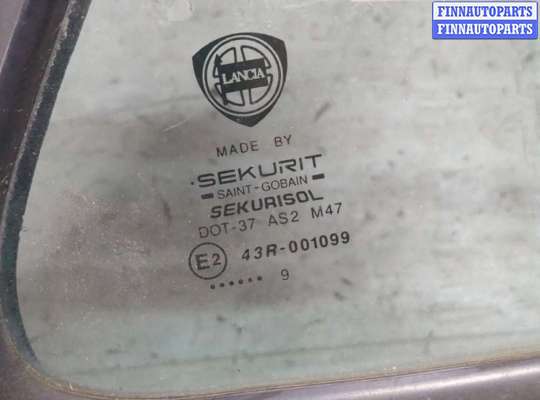 FINNAUTOPARTS
FINNAUTOPARTS
LANCIA
MADE BY
SEKURIT
SAINT-GOBAIN
SEKURISOL
DOT-37 AS2 M47
E2 43R-001099
...... 9